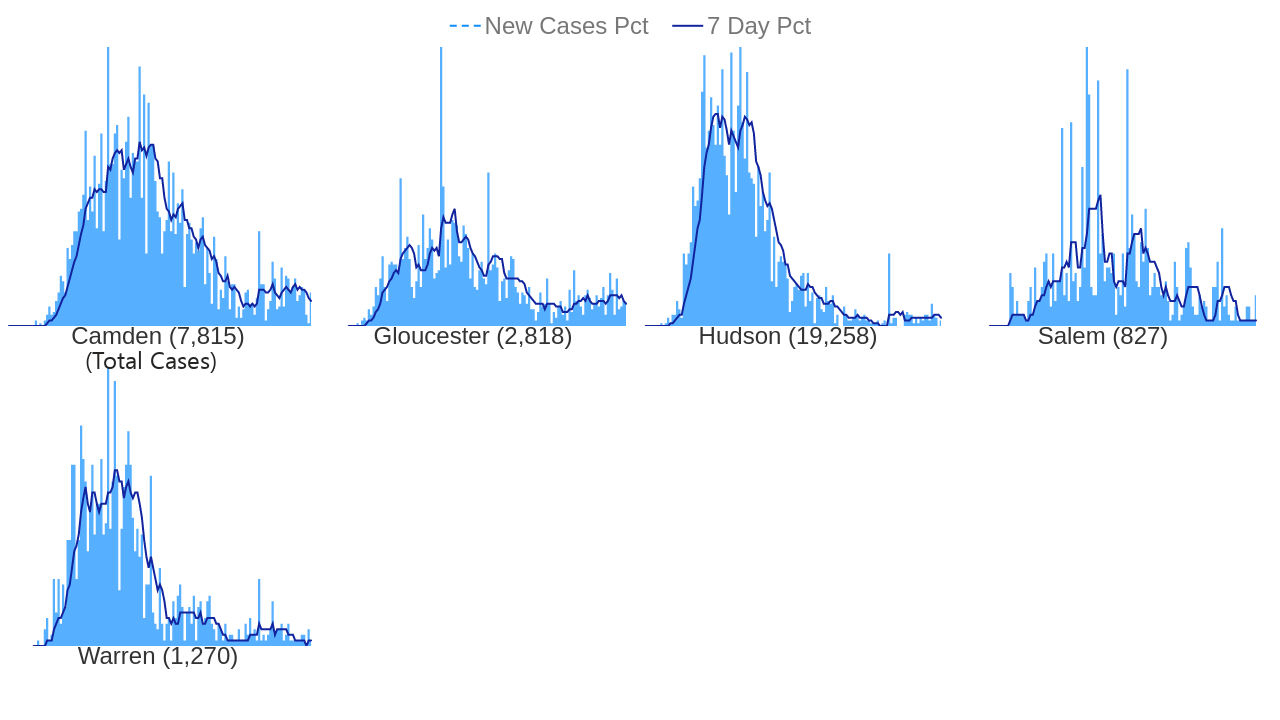 New Cases Pct 7 Day Pct
Camden (7,815) Gloucester (2,818) Hudson (19,258) Salem (827)
(Total Cases)
Warren (1,270)